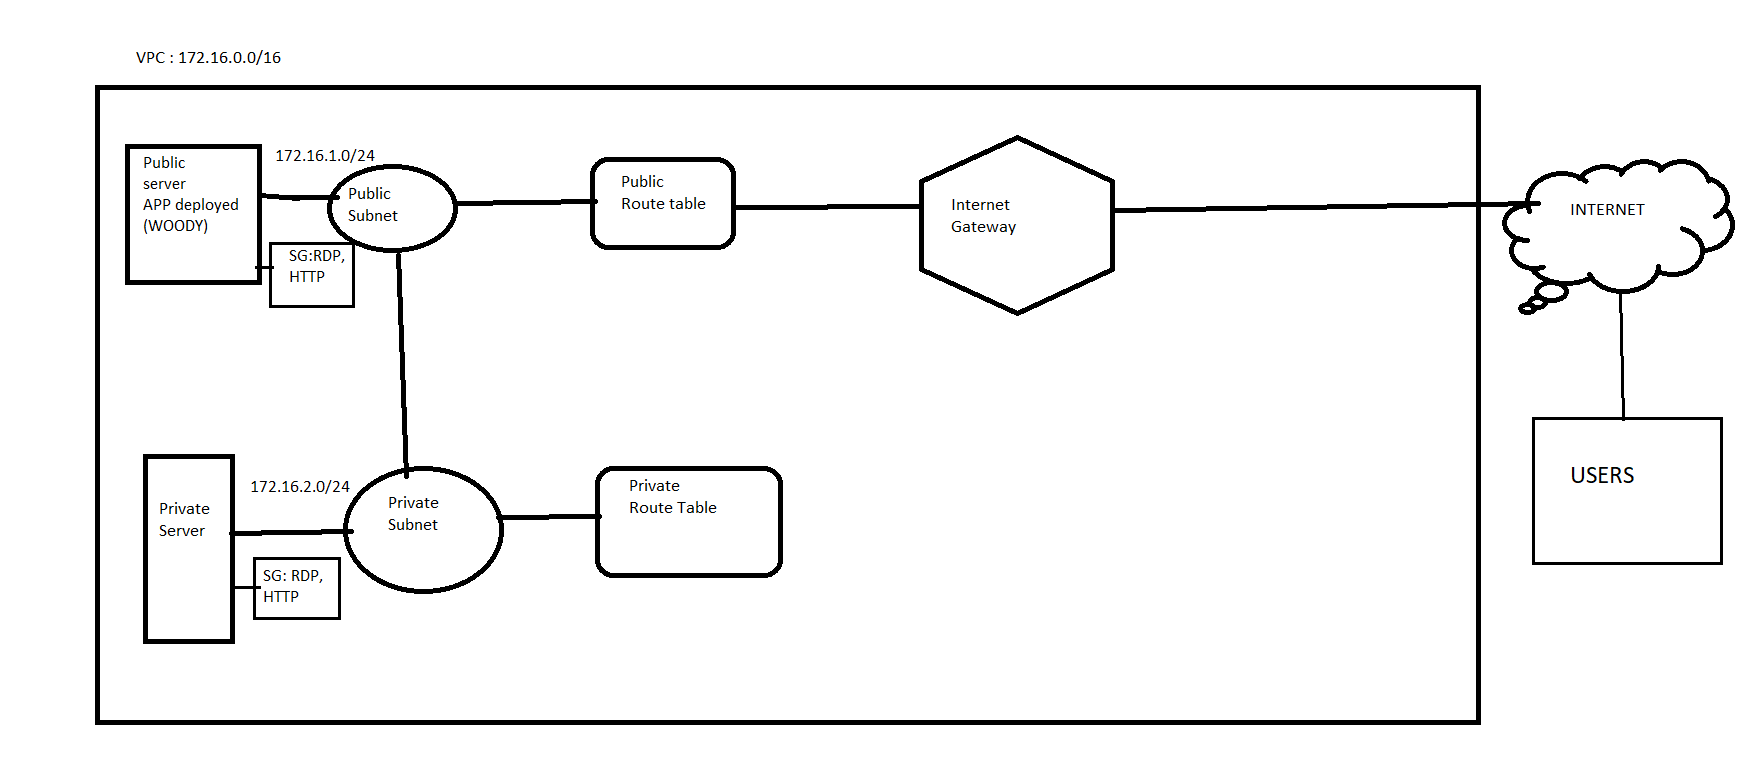 VPC : 172.16.0.0/16
Public
server
APP deployed
(WOODY)
172.16.1.0/24
Public
Subnet
SG:RDP,
HTTP
Public
Route table
Internet
Gateway
INTERNET
USERS
Private
Server
172.16.2.0/24
Private
Subnet
SG: RDP,
HTTP
Private
Route Table